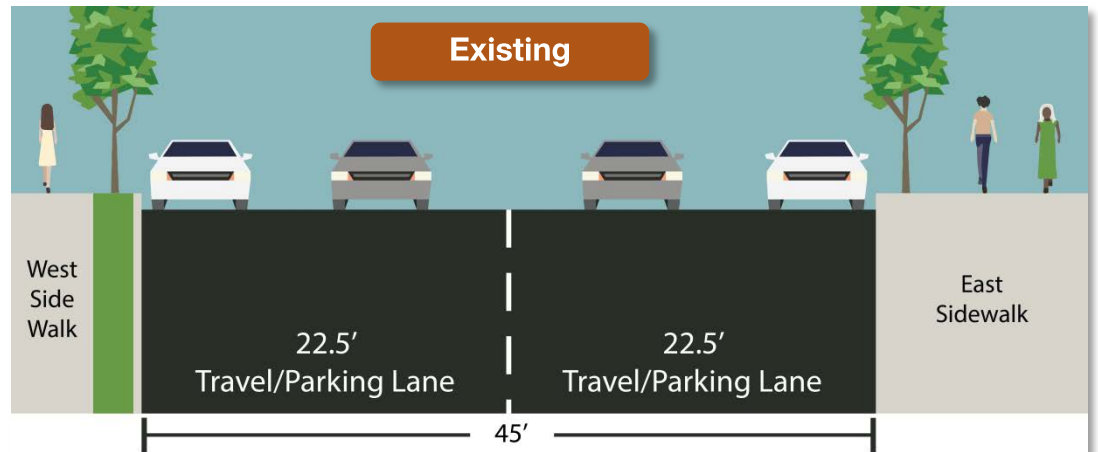 Existing
West
Side
Walk
22.5′
Travel/Parking Lane
22.5′
Travel/Parking Lane
East
Sidewalk
45′